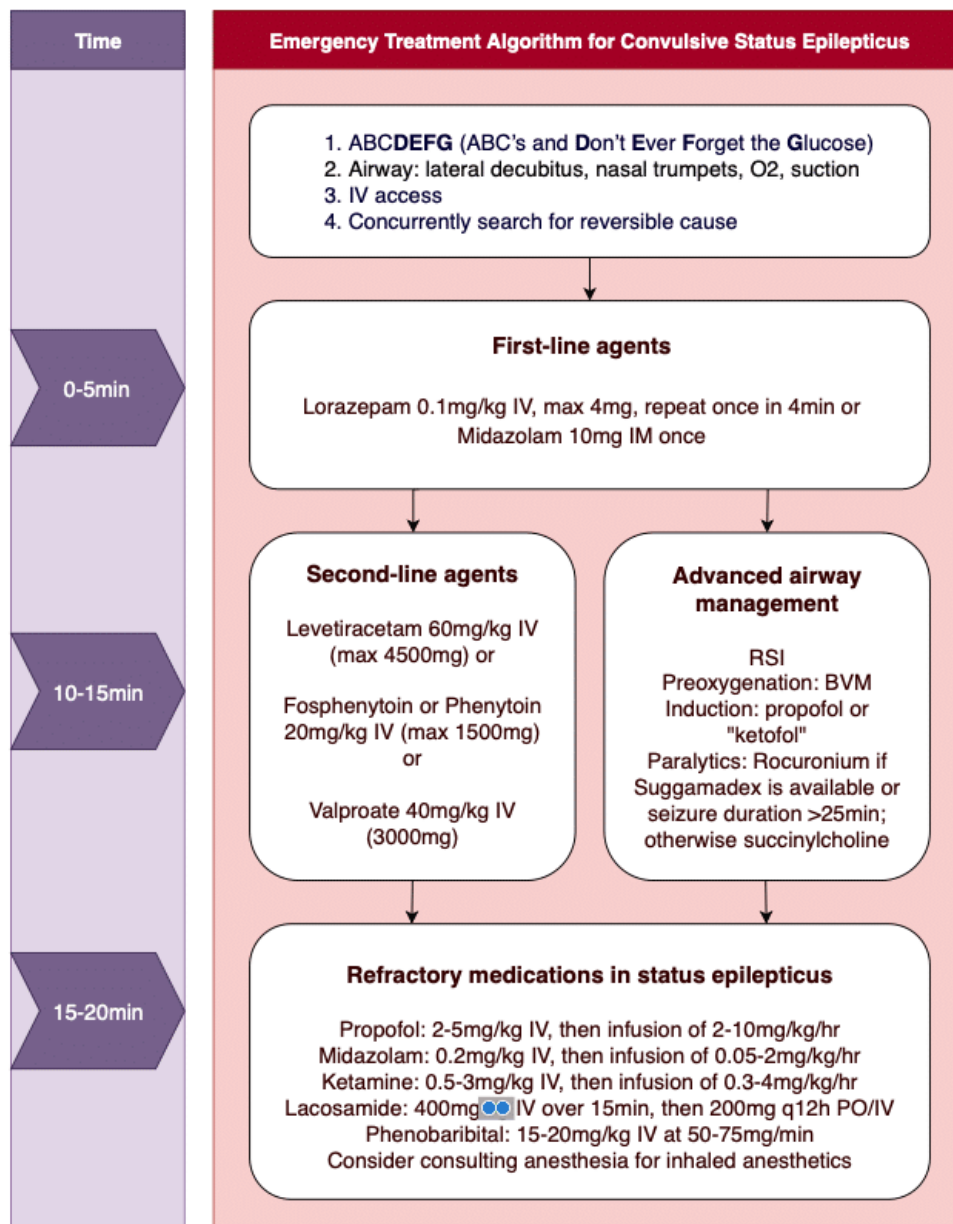 Time
Emergency Treatment Algorithm for Convulsive Status Epilepticus
1. ABCDEFG (ABC's and Don't Ever Forget the Glucose)
2. Airway: lateral decubitus, nasal trumpets, O2, suction
3. IV access
4. Concurrently search for reversible cause
0-5min
First-line agents
Lorazepam 0.1mg/kg IV, max 4mg, repeat once in 4min or
Midazolam 10mg IM once
10-15min
Second-line agents
Levetiracetam 60mg/kg IV
(max 4500mg) or
Fosphenytoin or Phenytoin
20mg/kg IV (max 1500mg)
or
Valproate 40mg/kg IV
(3000mg)
Advanced airway
management
RSI
Preoxygenation: BVM
Induction: propofol or
"ketofol"
Paralytics: Rocuronium if
Suggamadex is available or
seizure duration >25min;
otherwise succinylcholine
15-20min
Refractory medications in status epilepticus
Propofol: 2-5mg/kg IV, then infusion of 2-10mg/kg/hr
Midazolam: 0.2mg/kg IV, then infusion of 0.05-2mg/kg/hr
Ketamine: 0.5-3mg/kg IV, then infusion of 0.3-4mg/kg/hr
Lacosamide: 400mg IV over 15min, then 200mg q12h PO/IV
Phenobaribital: 15-20mg/kg IV at 50-75mg/min
Consider consulting anesthesia for inhaled anesthetics